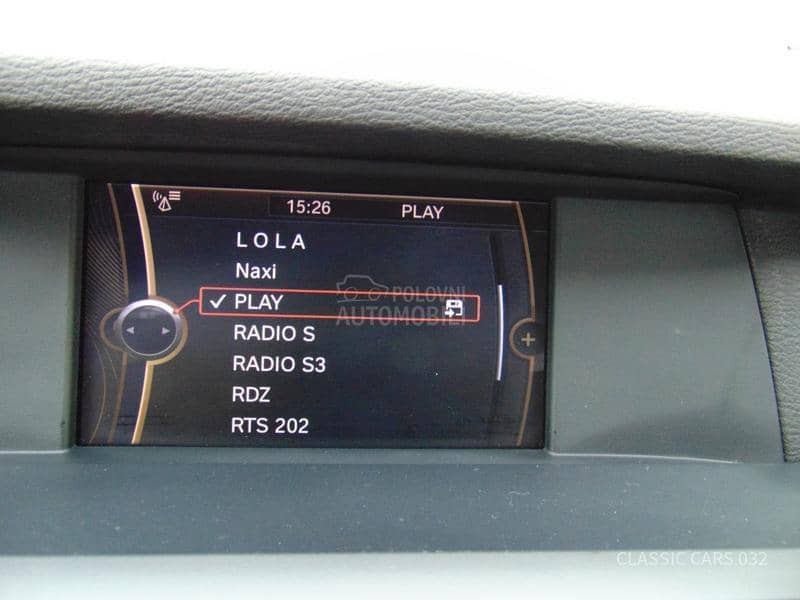 15:26 PLAY
LOLA
Naxi
PLAY
RADIO S
RADIO S3
RDZ
RTS 202
POLOVNI
AUTOMOBILI
CLASSIC CARS 032